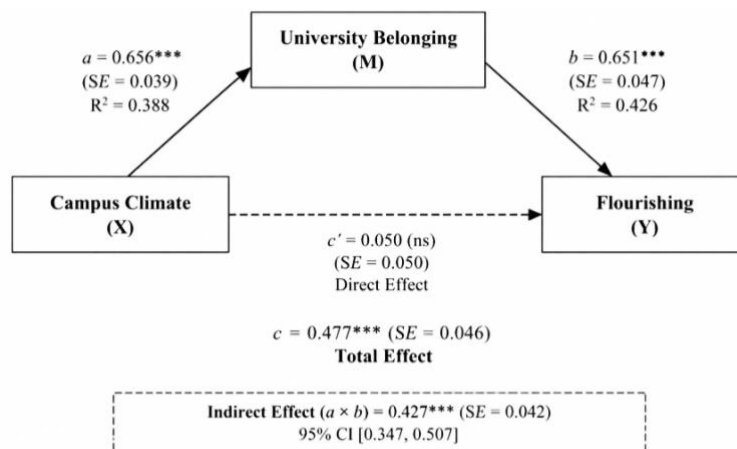 University Belonging
(M)
a = 0.656***
(SE = 0.039)
R² = 0.388
b = 0.651***
(SE = 0.047)
R² = 0.426
Campus Climate
(X)
Flourishing
(Y)
c′ = 0.050 (ns)
(SE = 0.050)
Direct Effect
c = 0.477*** (SE = 0.046)
Total Effect
Indirect Effect (a × b) = 0.427*** (SE = 0.042)
95% CI [0.347, 0.507]